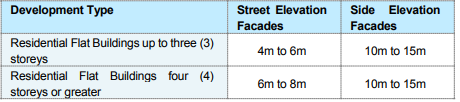 Development Type Street Elevation Facades Side Elevation Facades
Residential Flat Buildings up to three (3) storeys 4m to 6m 10m to 15m
Residential Flat Buildings four (4) storeys or greater 6m to 8m 10m to 15m